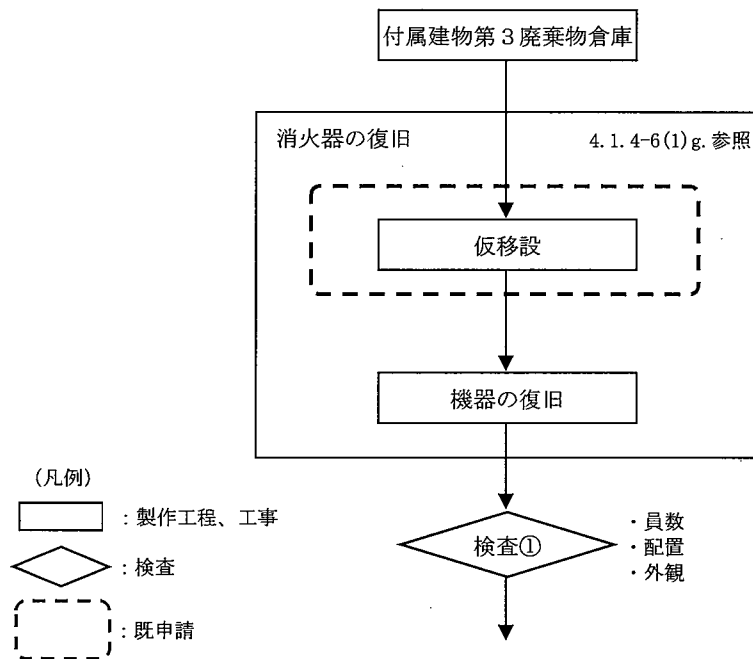 付属建物第3廃棄物倉庫
消火器の復旧
4.1.4-6(1)g.参照
仮移設
機器の復旧
検査①
・員数
・配置
・外観
(凡例)
：製作工程、工事
：検査
：既申請